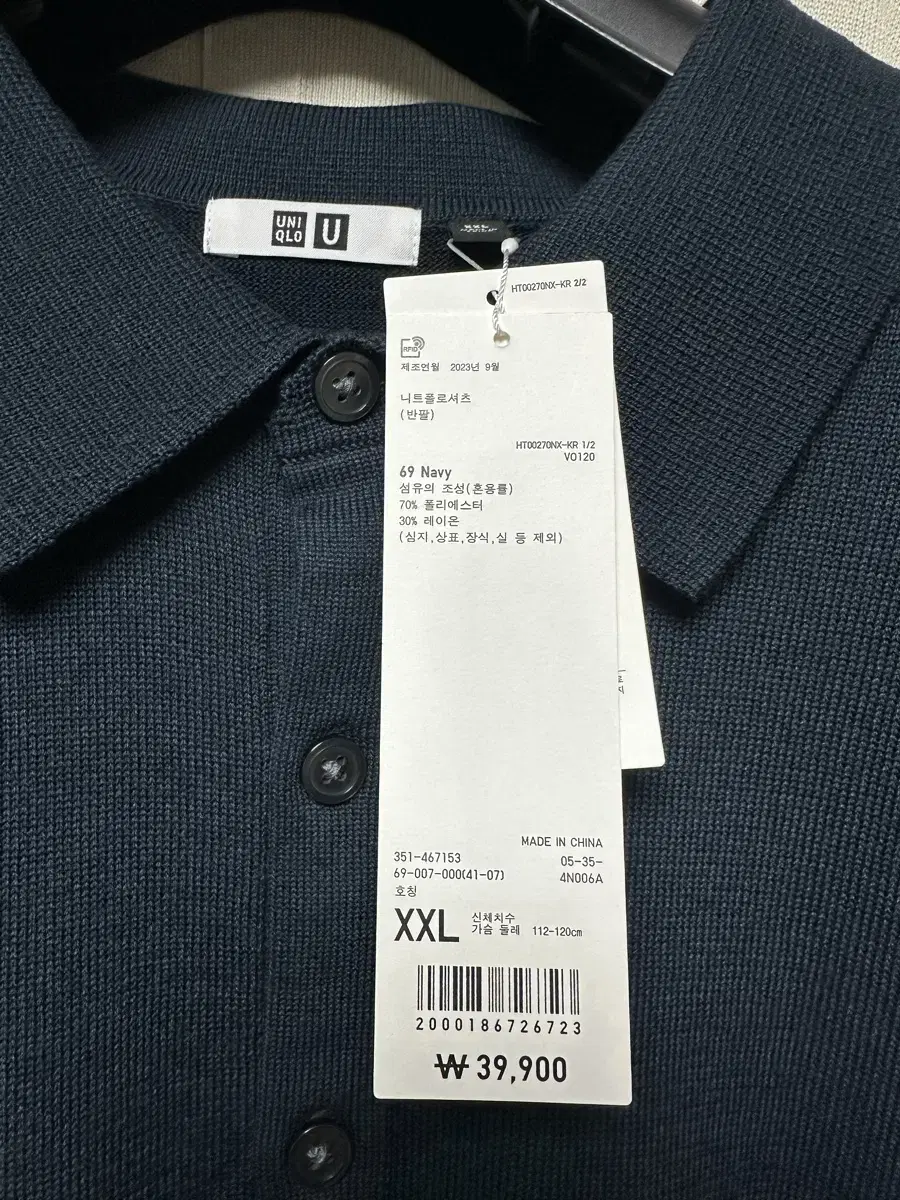 UNI
QLO
U
XXL
HT00270NX-KR 2/2
RFID
제조연월 2023년 9월
니트폴로셔츠
(반팔)
HT00270NX-KR 1/2
VO120
69 Navy
섬유의 조성(혼용률)
70% 폴리에스터
30% 레이온
(심지,상표,장식,실 등 제외)
MADE IN CHINA
351-467153
05-35-
69-007-000(41-07)
4N006A
호칭
XXL
신체치수
가슴 둘레 112-120cm
2000186726723
₩ 39,900